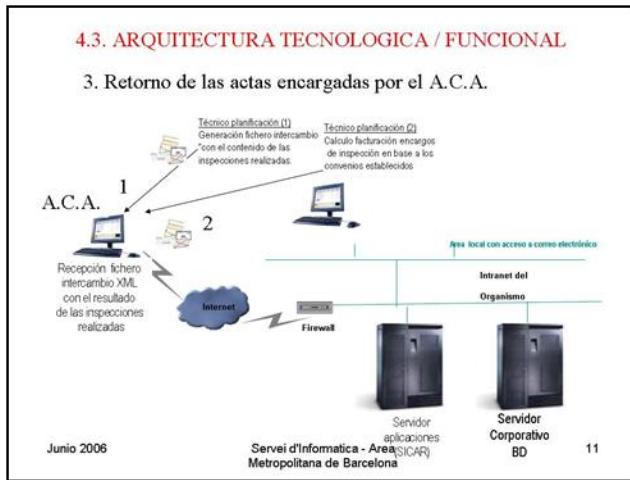 4.3. ARQUITECTURA TECNOLOGICA / FUNCIONAL
3. Retorno de las actas encargadas por el A.C.A.
Técnico planificación (1)
Generación fichero intercambio
"con el contenido de las
inspecciones realizadas.
Técnico planificación (2)
Calculo facturación encargos
de inspección en base a los
convenios establecidos
1
A.C.A.
2
Recepción fichero
intercambio XML
con el resultado
de las inspecciones
realizadas
Area local con acceso a correo electrónico
Intranet del
Organismo
Internet
Firewall
Servidor
aplicaciones
(SICAR)
Servidor
Corporativo
BD
Junio 2006
Servei d'Informatica - Area
Metropolitana de Barcelona
11